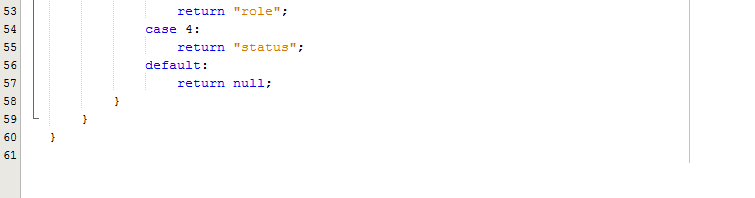 53 return "role";
54 case 4:
55 return "status";
56 default:
57 return null;
58 }
59 }
60 }
61